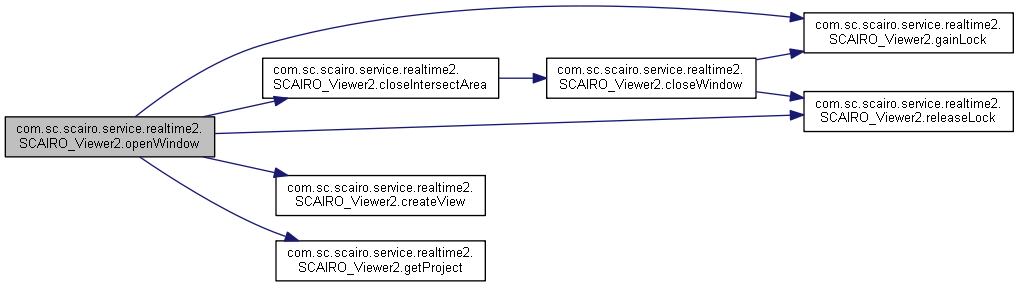 com.sc.scairo.service.realtime2.
SCAIRO_Viewer2.openWindow
com.sc.scairo.service.realtime2.
SCAIRO_Viewer2.closeIntersectArea
com.sc.scairo.service.realtime2.
SCAIRO_Viewer2.closeWindow
com.sc.scairo.service.realtime2.
SCAIRO_Viewer2.gainLock
com.sc.scairo.service.realtime2.
SCAIRO_Viewer2.releaseLock
com.sc.scairo.service.realtime2.
SCAIRO_Viewer2.createView
com.sc.scairo.service.realtime2.
SCAIRO_Viewer2.getProject